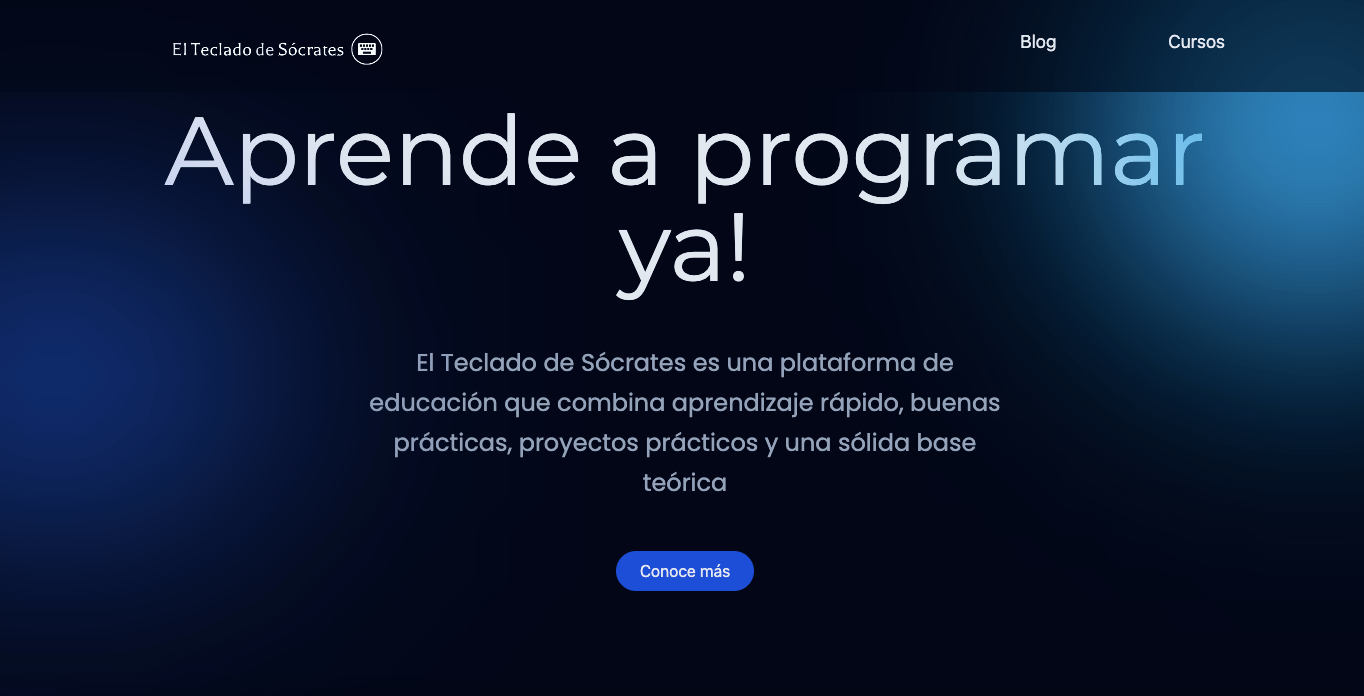 El Teclado de Sócrates
Blog
Cursos
Aprende a programar
ya!
El Teclado de Sócrates es una plataforma de
educación que combina aprendizaje rápido, buenas
prácticas, proyectos prácticos y una sólida base
teórica
Conoce más